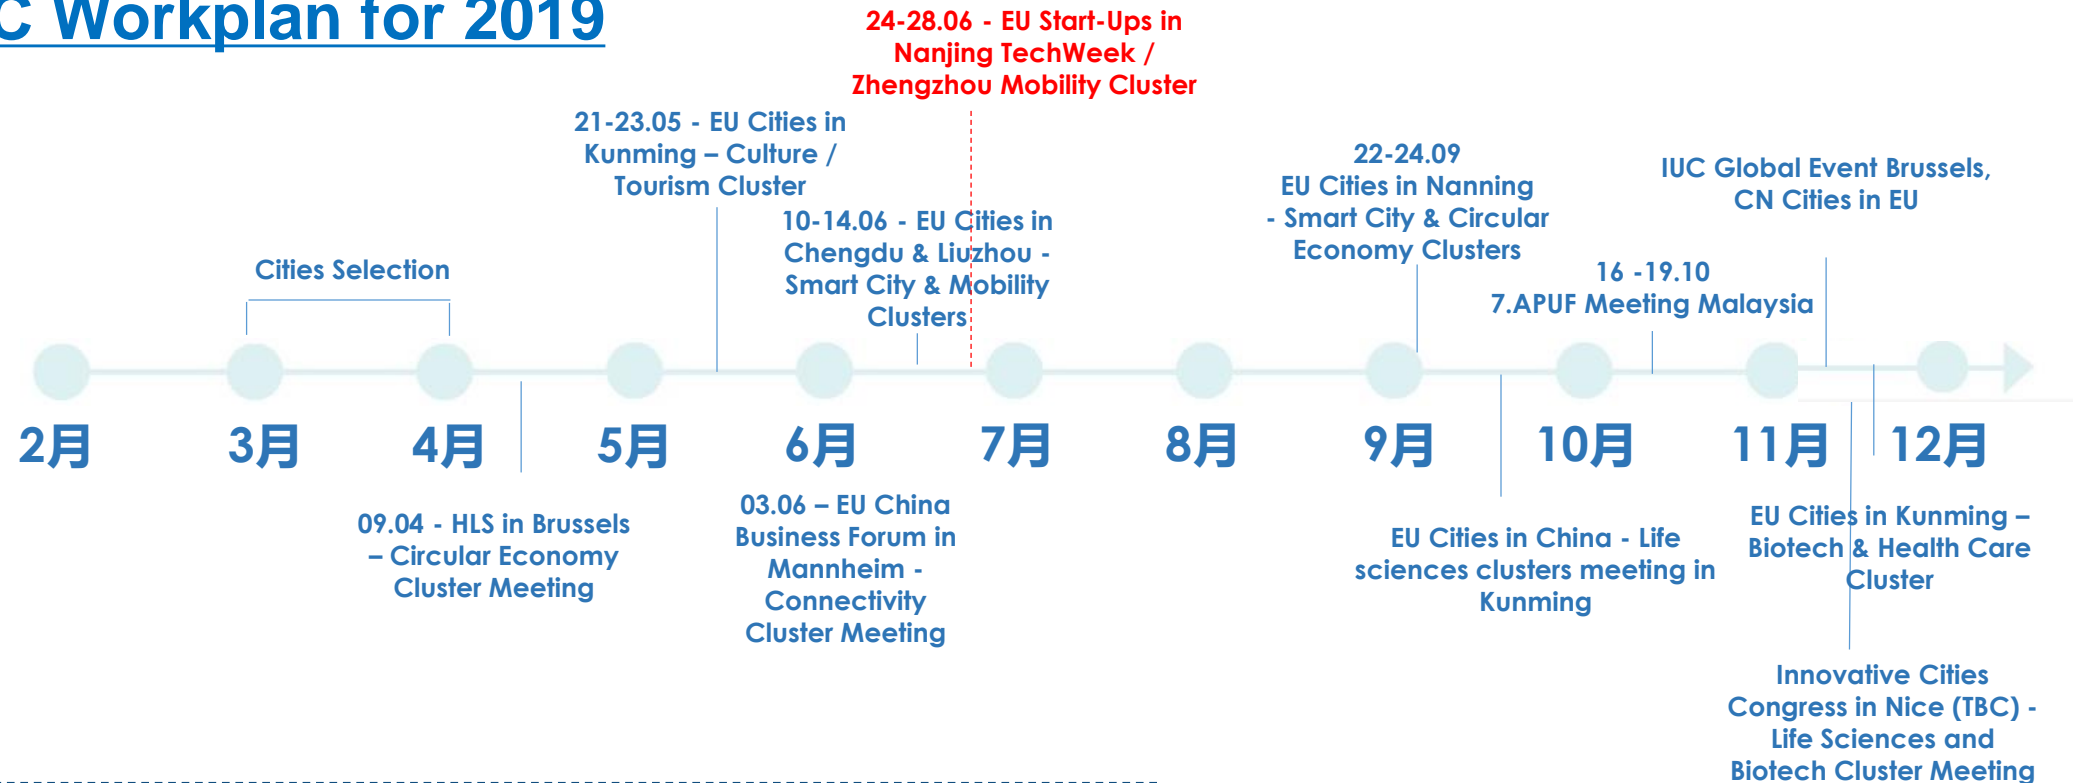 C Workplan for 2019
24-28.06 - EU Start-Ups in
Nanjing TechWeek /
Zhengzhou Mobility Cluster
21-23.05 - EU Cities in
Kunming – Culture /
Tourism Cluster
10-14.06 - EU Cities in
Chengdu & Liuzhou -
Smart City & Mobility
Clusters
Cities Selection
22-24.09
EU Cities in Nanning
- Smart City & Circular
Economy Clusters
IUC Global Event Brussels,
CN Cities in EU
16 -19.10
7.APUF Meeting Malaysia
2月 3月 4月 5月 6月 7月 8月 9月 10月 11月 12月
09.04 - HLS in Brussels
– Circular Economy
Cluster Meeting
03.06 – EU China
Business Forum in
Mannheim -
Connectivity
Cluster Meeting
EU Cities in China - Life
sciences clusters meeting in
Kunming
EU Cities in Kunming –
Biotech & Health Care
Cluster
Innovative Cities
Congress in Nice (TBC) -
Life Sciences and
Biotech Cluster Meeting